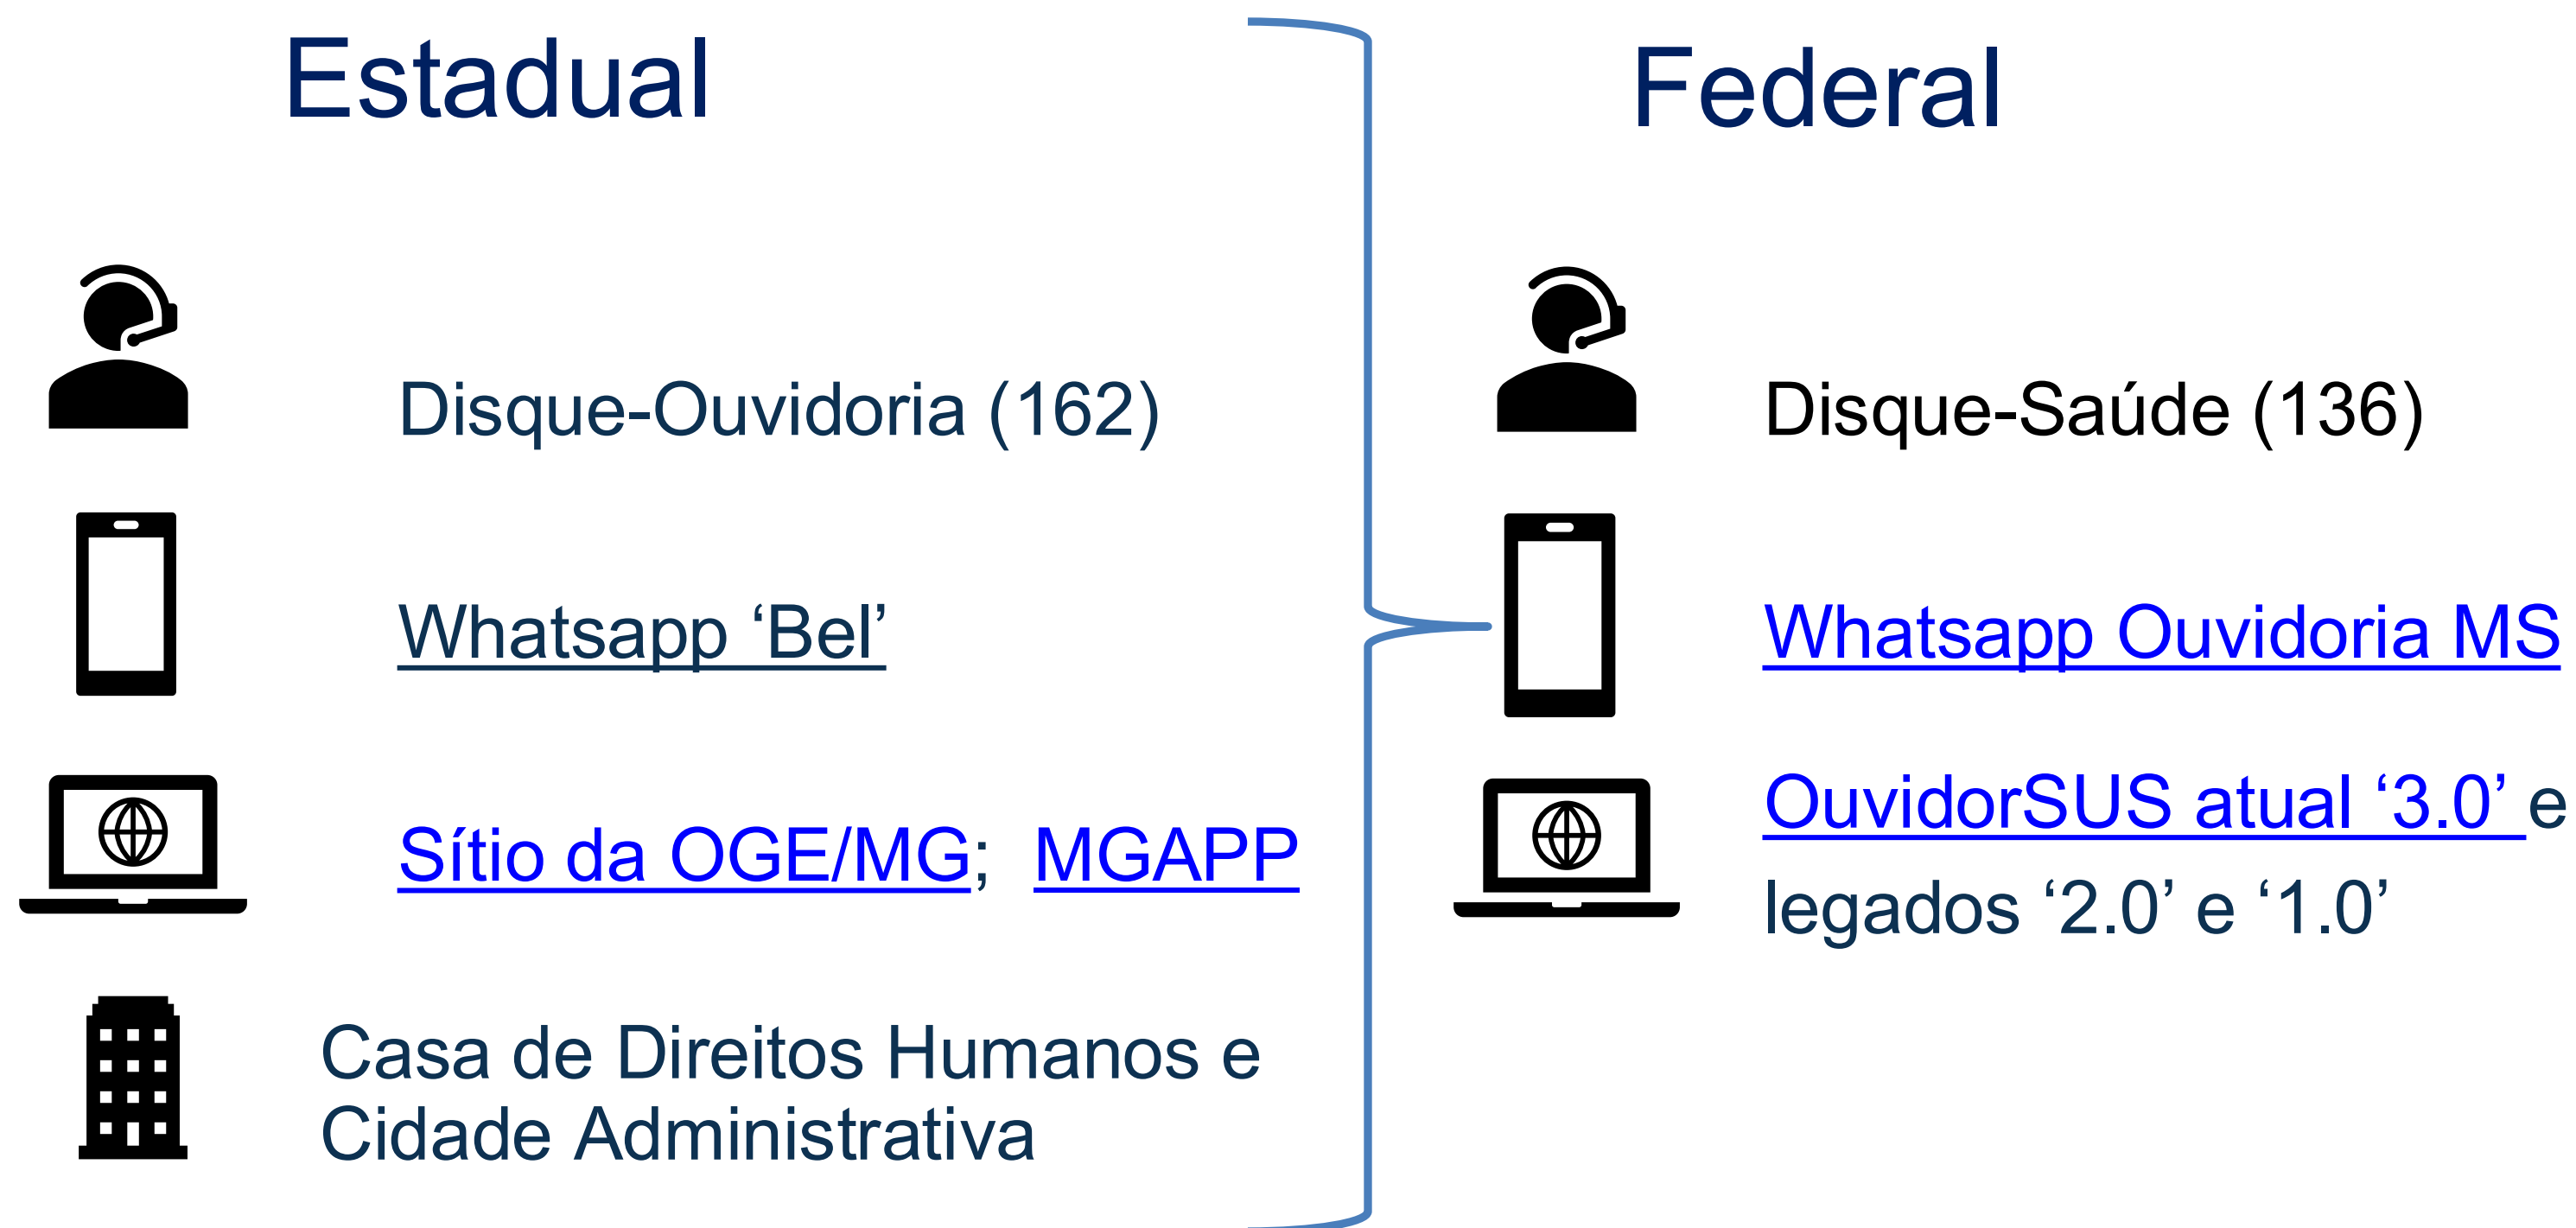 Estadual
Disque-Ouvidoria (162)
Whatsapp ‘Bel’
Sítio da OGE/MG; MGAPP
Casa de Direitos Humanos e
Cidade Administrativa
Federal
Disque-Saúde (136)
Whatsapp Ouvidoria MS
OuvidorSUS atual ‘3.0’ e
legados ‘2.0’ e ‘1.0’